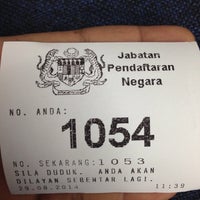 Jabatan
Pendaftaran
Negara
NO. ANDA:
1054
NO. SEKARANG:1053
SILA DUDUK. ANDA AKAN
DILAYAN SEBENTAR LAGI.
29.08.2014 11:39